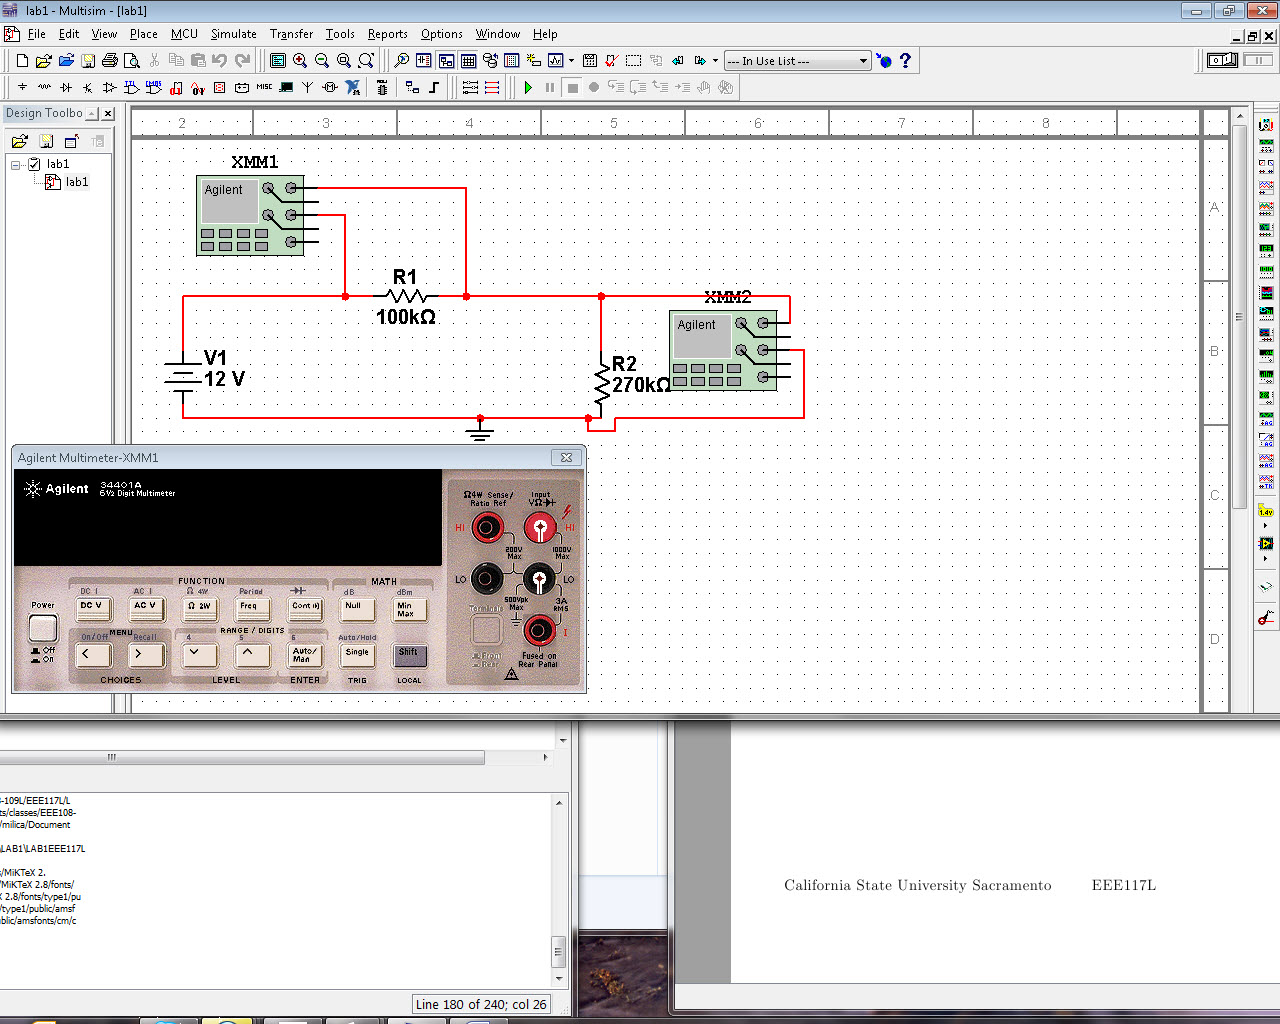 lab1 - Multisim - [lab1]
File Edit View Place MCU Simulate Transfer Tools Reports Options Window Help
--- In Use List ---
MISC
Design Toolbo
2 3 4 5 6 7 8
lab1
lab1
A
B
C
D
XMM1
Agilent
R1
100kΩ
XMM2
Agilent
V1
12 V
R2
270kΩ
1.4v
Agilent Multimeter-XMM1
Agilent 34401A
6½ Digit Multimeter
Ω4W Sense/
Ratio Ref
Input
VΩ
HI HI
200V
Max
1000V
Max
LO LO
500Vpk
Max
3A
RMS
Terminals
I
Front
Rear
Fused on
Rear Panal
FUNCTION MATH
DC I AC I Ω 4W Period dB dBm
Power
DC V AC V Ω 2W Freq Cont Null Min
Max
MENU RANGE / DIGITS
On/Off Recall 4 5 6 Auto/Hold
Off
On
< > Auto/
Man Single Shift
CHOICES LEVEL ENTER TRIG LOCAL
-109L/EEE117L/L
ts/classes/EEE108-
/milica/Document
\LAB1\LAB1EEE117L
s/MiKTeX 2.
/MiKTeX 2.8/fonts/
X 2.8/fonts/type1/pu
/type1/public/amsf
blic/amsfonts/cm/c
Line 180 of 240; col 26
California State University Sacramento EEE117L